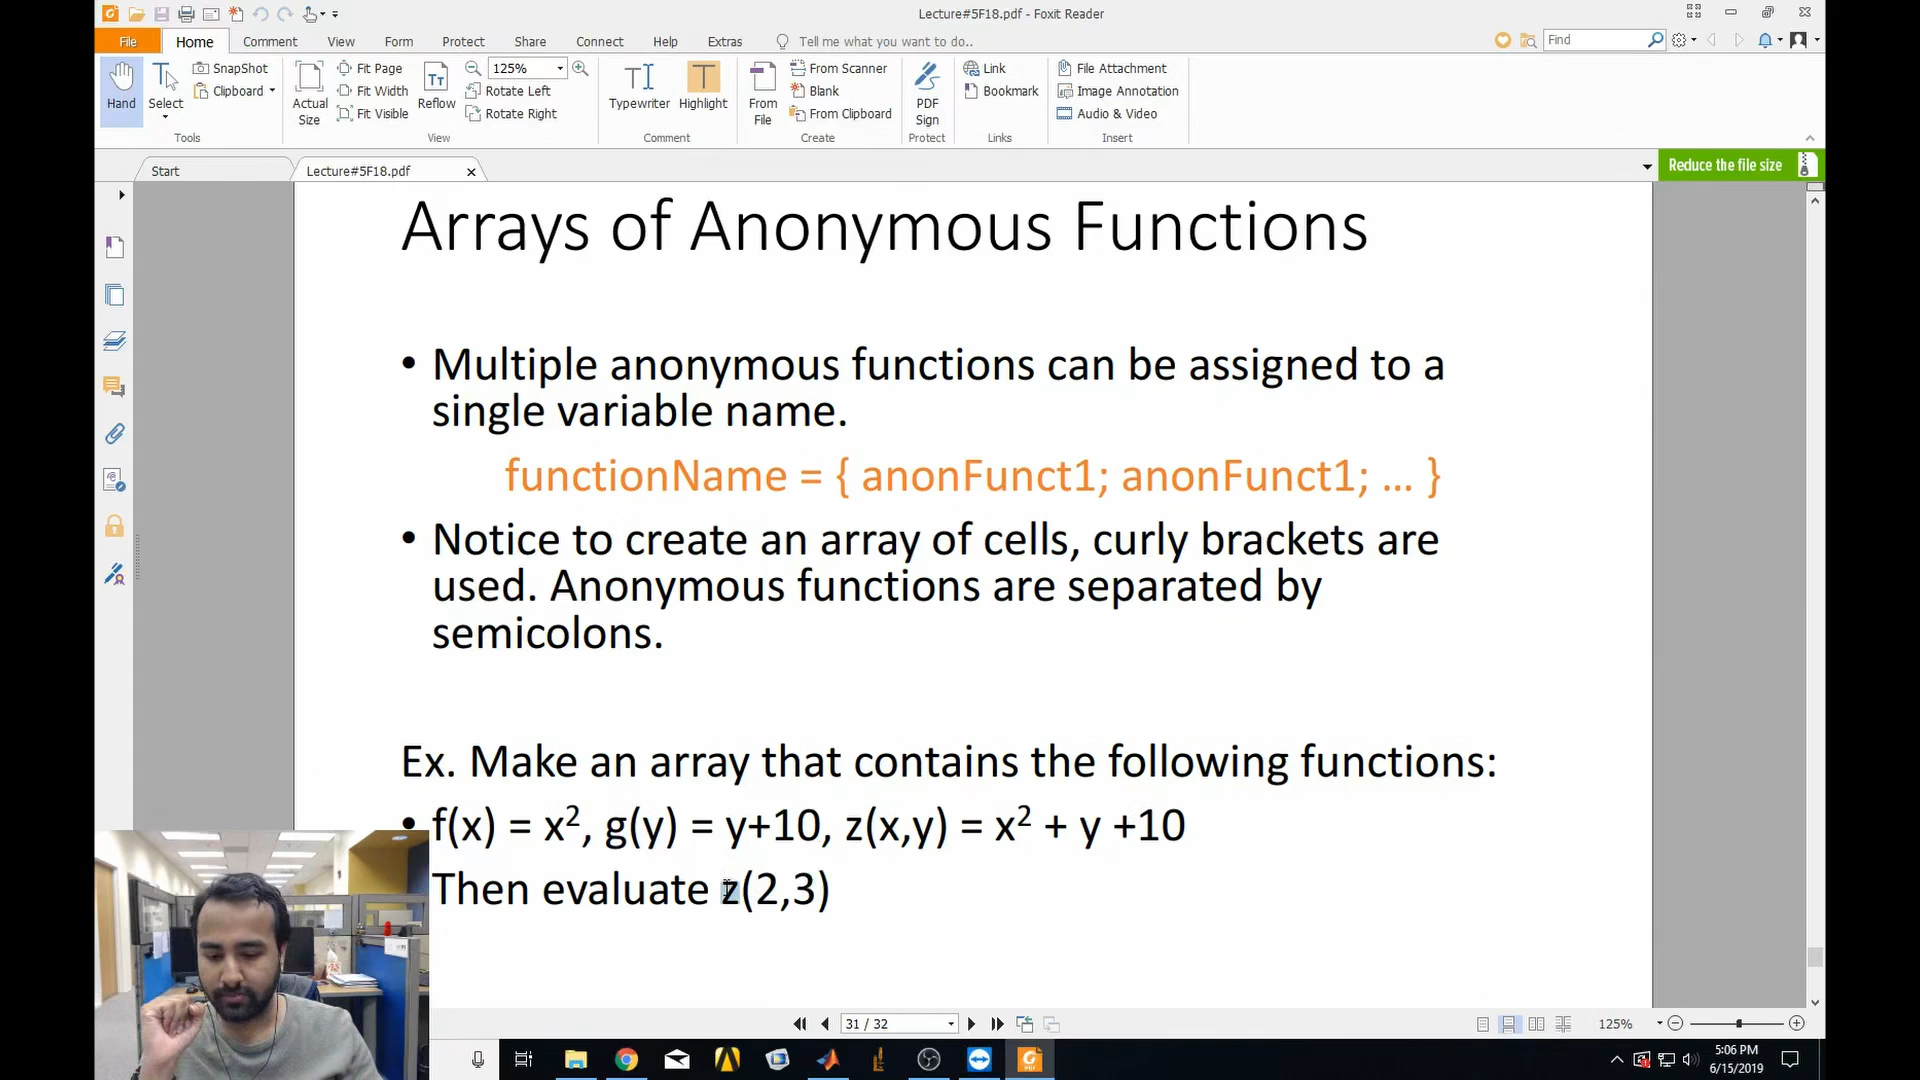 Lecture#5F18.pdf - Foxit Reader
File Home Comment View Form Protect Share Connect Help Extras Tell me what you want to do.. Find
Hand
Select
SnapShot
Clipboard
Tools
Actual Size
Fit Page
Fit Width
Fit Visible
Reflow
125%
Rotate Left
Rotate Right
View
Typewriter
Highlight
Comment
From File
From Scanner
Blank
From Clipboard
Create
PDF Sign
Protect
Link
Bookmark
Links
File Attachment
Image Annotation
Audio & Video
Insert
Start
Lecture#5F18.pdf
Reduce the file size
Arrays of Anonymous Functions
• Multiple anonymous functions can be assigned to a
single variable name.
functionName = { anonFunct1; anonFunct1; ... }
• Notice to create an array of cells, curly brackets are
used. Anonymous functions are separated by
semicolons.
Ex. Make an array that contains the following functions:
• f(x) = x², g(y) = y+10, z(x,y) = x² + y +10
Then evaluate z(2,3)
31 / 32
125%
5:06 PM
6/15/2019